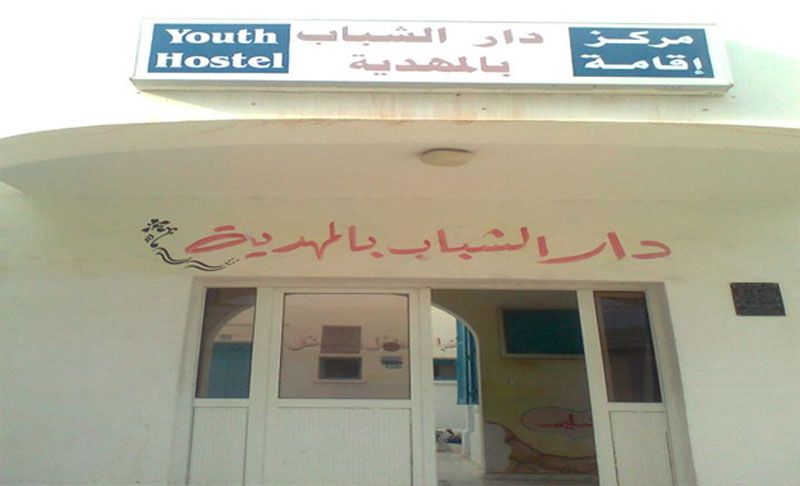 مركز
إقامة
دار الشباب
بالمهدية
Youth
Hostel
دار الشباب بالمهدية